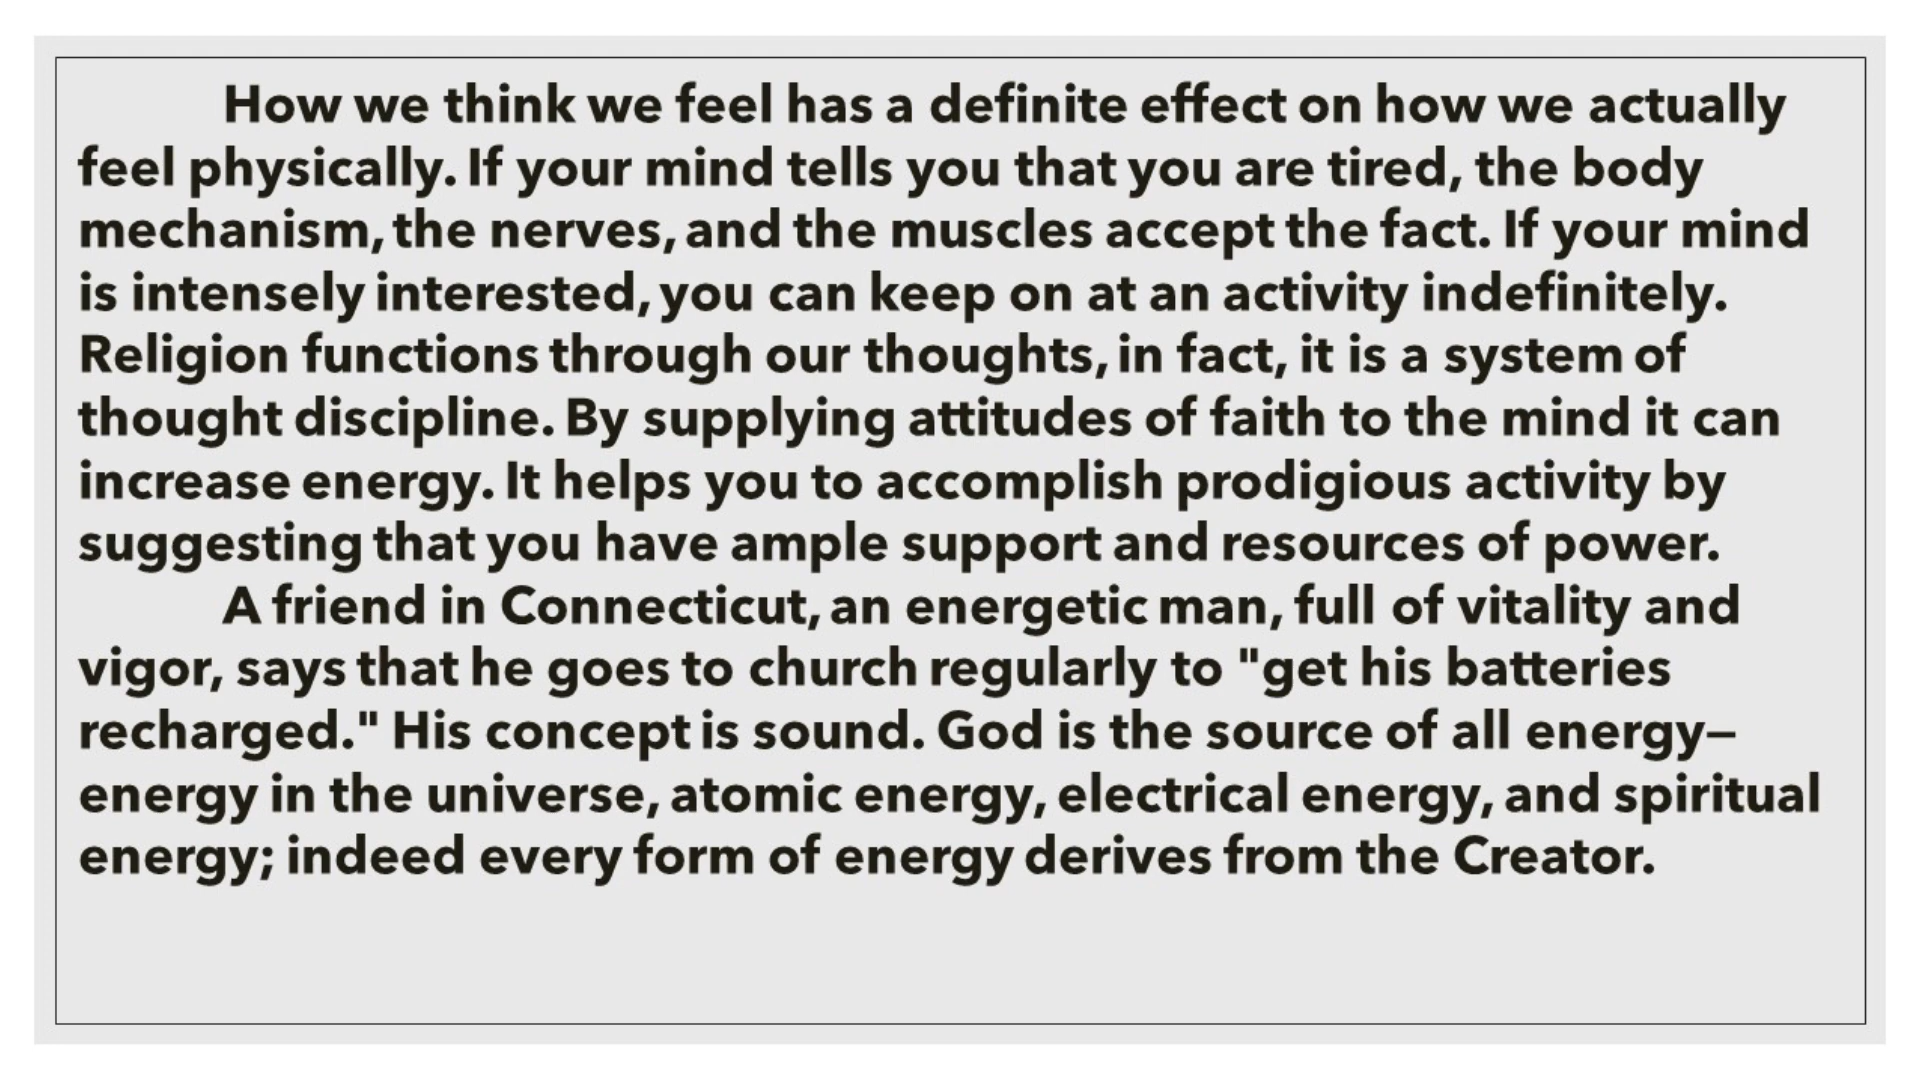 How we think we feel has a definite effect on how we actually
feel physically. If your mind tells you that you are tired, the body
mechanism, the nerves, and the muscles accept the fact. If your mind
is intensely interested, you can keep on at an activity indefinitely.
Religion functions through our thoughts, in fact, it is a system of
thought discipline. By supplying attitudes of faith to the mind it can
increase energy. It helps you to accomplish prodigious activity by
suggesting that you have ample support and resources of power.
A friend in Connecticut, an energetic man, full of vitality and
vigor, says that he goes to church regularly to "get his batteries
recharged." His concept is sound. God is the source of all energy—
energy in the universe, atomic energy, electrical energy, and spiritual
energy; indeed every form of energy derives from the Creator.